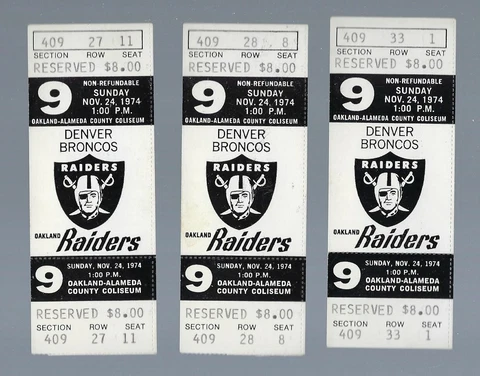 409 27 11
SECTION ROW SEAT
RESERVED $8.00
9
NON-REFUNDABLE
SUNDAY
NOV. 24, 1974
1:00 P.M.
OAKLAND-ALAMEDA COUNTY COLISEUM
DENVER
BRONCOS
RAIDERS
OAKLAND Raiders
9
SUNDAY, NOV. 24, 1974
1:00 P.M.
OAKLAND-ALAMEDA
COUNTY COLISEUM
RESERVED $8.00
SECTION ROW SEAT
409 27 11
409 28 8
SECTION ROW SEAT
RESERVED $8.00
9
NON-REFUNDABLE
SUNDAY
NOV. 24, 1974
1:00 P.M.
OAKLAND-ALAMEDA COUNTY COLISEUM
DENVER
BRONCOS
RAIDERS
OAKLAND Raiders
9
SUNDAY, NOV. 24, 1974
1:00 P.M.
OAKLAND-ALAMEDA
COUNTY COLISEUM
RESERVED $8.00
SECTION ROW SEAT
409 28 8
409 33 1
SECTION ROW SEAT
RESERVED $8.00
9
NON-REFUNDABLE
SUNDAY
NOV. 24, 1974
1:00 P.M.
OAKLAND-ALAMEDA COUNTY COLISEUM
DENVER
BRONCOS
RAIDERS
OAKLAND Raiders
9
SUNDAY, NOV. 24, 1974
1:00 P.M.
OAKLAND-ALAMEDA
COUNTY COLISEUM
RESERVED $8.00
SECTION ROW SEAT
409 33 1